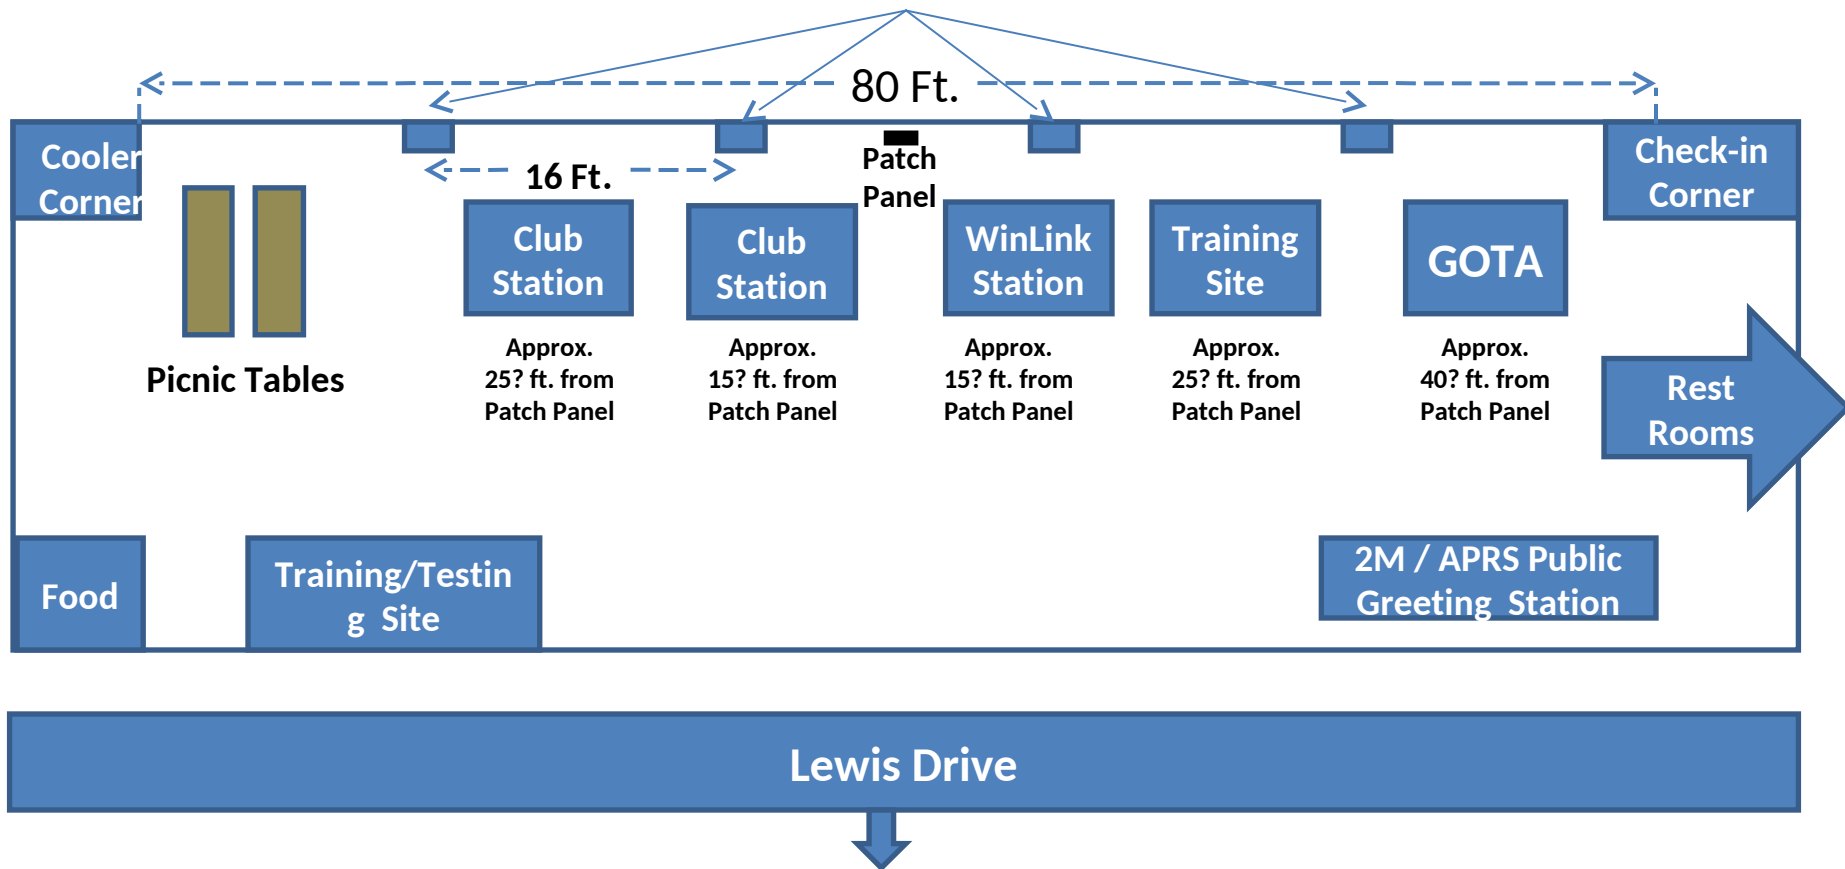 80 Ft.
Cooler
Corner
16 Ft.
Patch
Panel
Check-in
Corner
Club
Station
Club
Station
WinLink
Station
Training
Site
GOTA
Picnic Tables
Approx.
25? ft. from
Patch Panel
Approx.
15? ft. from
Patch Panel
Approx.
15? ft. from
Patch Panel
Approx.
25? ft. from
Patch Panel
Approx.
40? ft. from
Patch Panel
Rest
Rooms
Food
Training/Testin
g  Site
2M / APRS Public
Greeting  Station
Lewis Drive